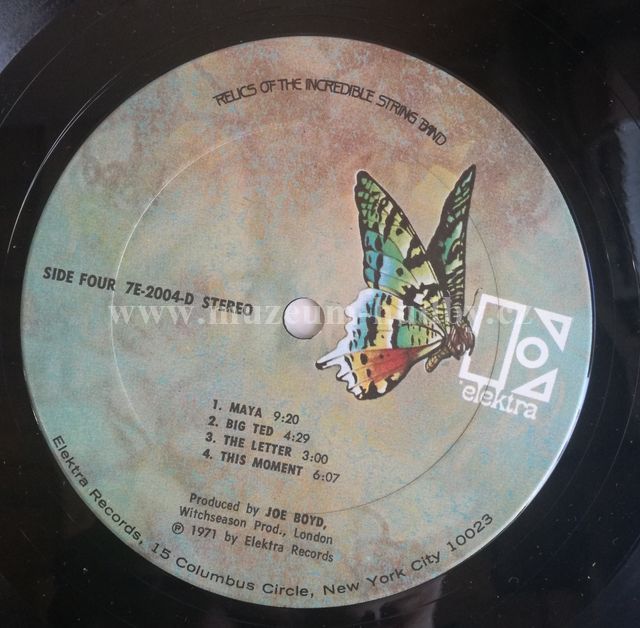 RELICS OF THE INCREDIBLE STRING BAND
SIDE FOUR 7E-2004-D STEREO
elektra
1. MAYA 9:20
2. BIG TED 4:29
3. THE LETTER 3:00
4. THIS MOMENT 6:07
Produced by JOE BOYD,
Witchseason Prod., London
℗ 1971 by Elektra Records
Elektra Records, 15 Columbus Circle, New York City 10023